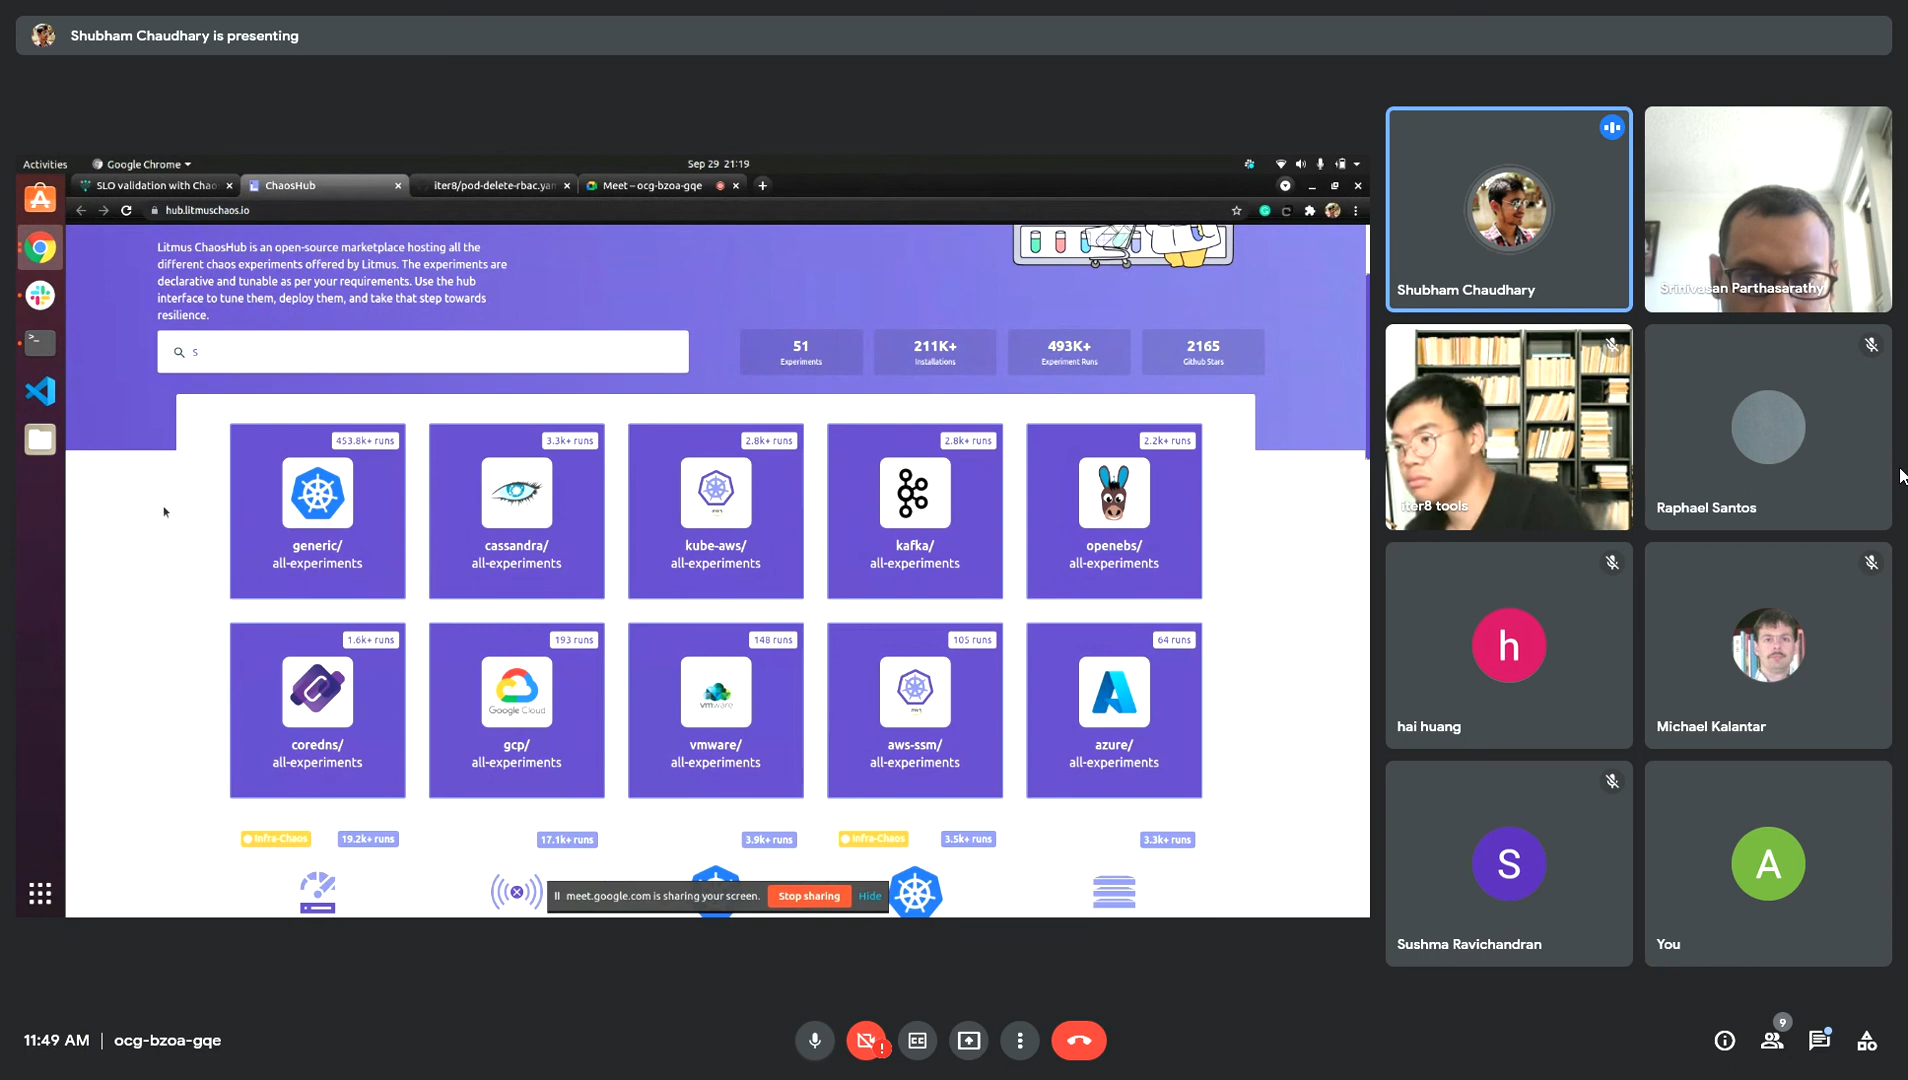 Shubham Chaudhary is presenting
Activities
Google Chrome
Sep 29 21:19
SLO validation with Chao
ChaosHub
iter8/pod-delete-rbac.yam
Meet – ocg-bzoa-gqe
hub.litmuschaos.io
Litmus ChaosHub is an open-source marketplace hosting all the
different chaos experiments offered by Litmus. The experiments are
declarative and tunable as per your requirements. Use the hub
interface to tune them, deploy them, and take that step towards
resilience.
S
51
Experiments
211K+
Installations
493K+
Experiment Runs
2165
Github Stars
453.8k+ runs
generic/
all-experiments
3.3k+ runs
cassandra/
all-experiments
2.8k+ runs
aws
kube-aws/
all-experiments
2.8k+ runs
kafka/
all-experiments
2.2k+ runs
openebs/
all-experiments
1.6k+ runs
coredns/
all-experiments
193 runs
Google Cloud
gcp/
all-experiments
148 runs
vmware
vmware/
all-experiments
105 runs
aws
aws-ssm/
all-experiments
64 runs
azure/
all-experiments
Infra-Chaos
19.2k+ runs
17.1k+ runs
3.9k+ runs
Infra-Chaos
3.5k+ runs
3.3k+ runs
meet.google.com is sharing your screen.
Stop sharing
Hide
Shubham Chaudhary
Srinivasan Parthasarathy
iter8 tools
Raphael Santos
h
hai huang
Michael Kalantar
S
Sushma Ravichandran
A
You
11:49 AM | ocg-bzoa-gqe
CC
9